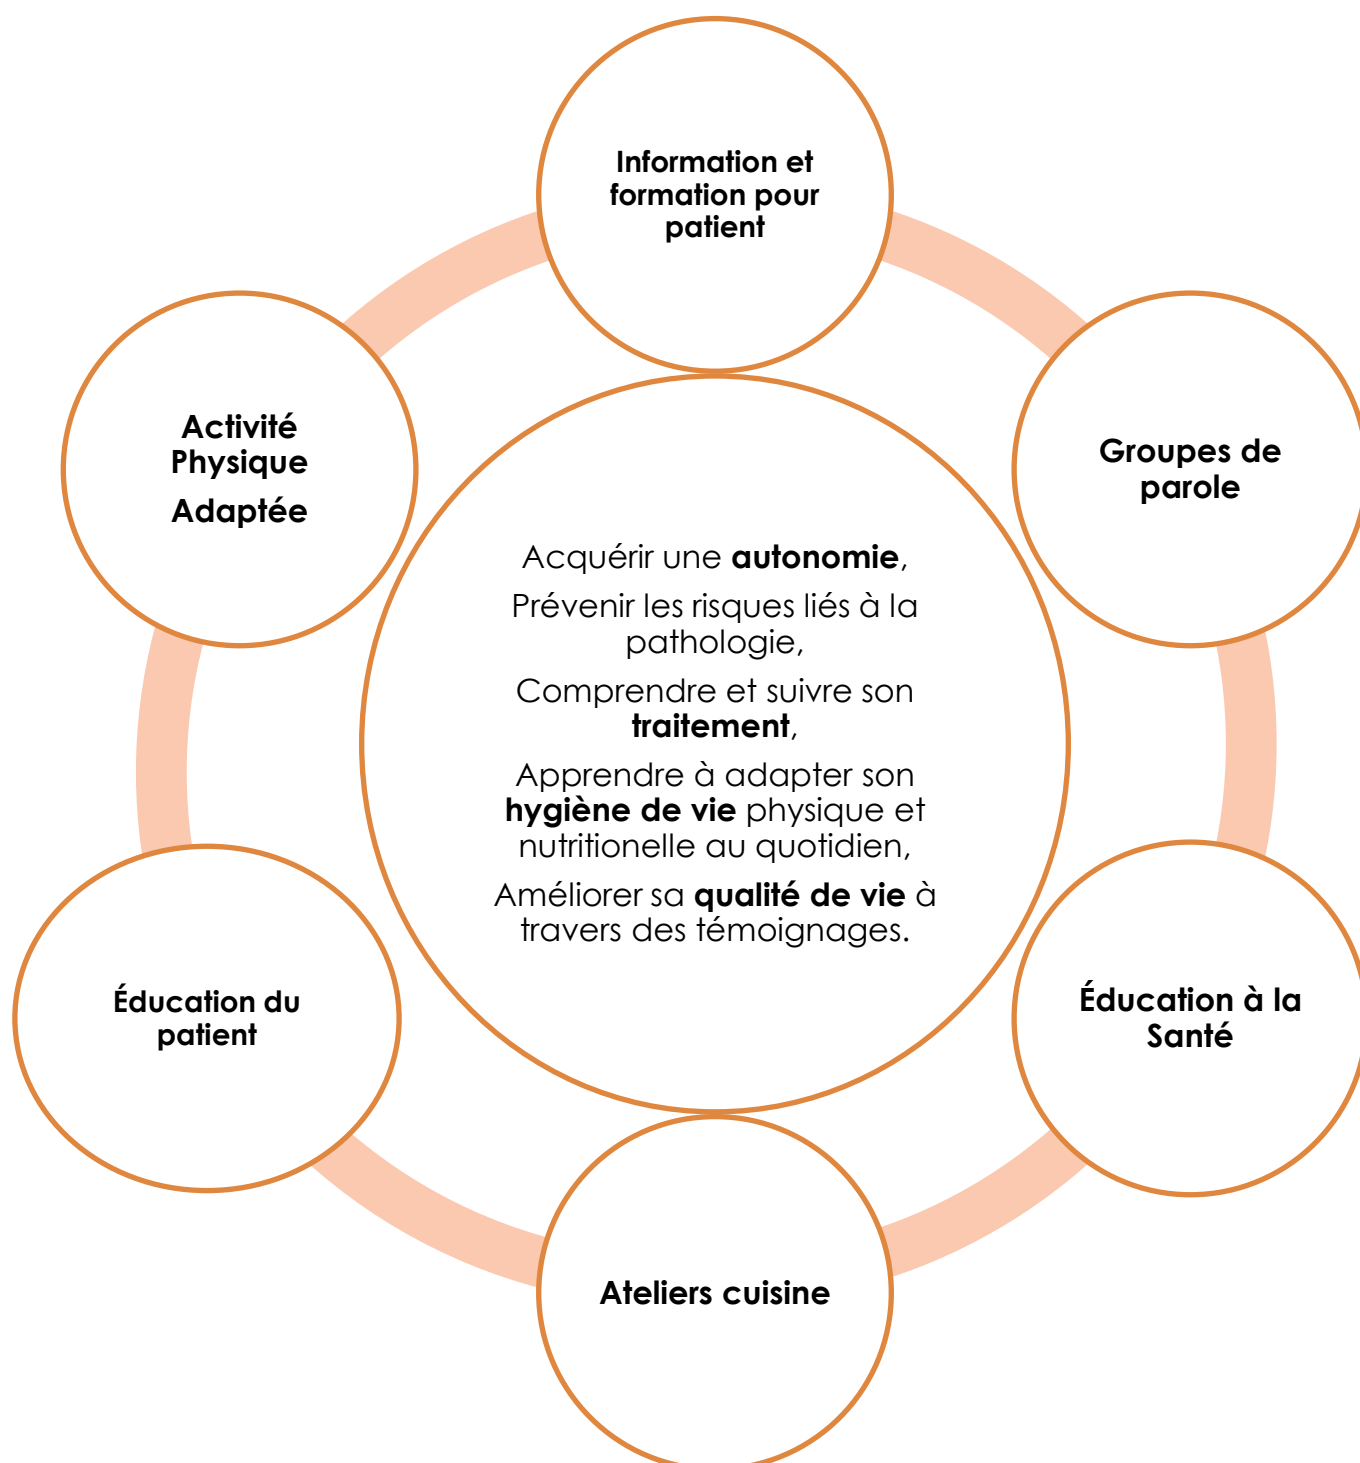 Information et
formation pour
patient
Groupes de
parole
Éducation à la
Santé
Ateliers cuisine
Éducation du
patient
Activité
Physique
Adaptée
Acquérir une autonomie,
Prévenir les risques liés à la
pathologie,
Comprendre et suivre son
traitement,
Apprendre à adapter son
hygiène de vie physique et
nutritionelle au quotidien,
Améliorer sa qualité de vie à
travers des témoignages.